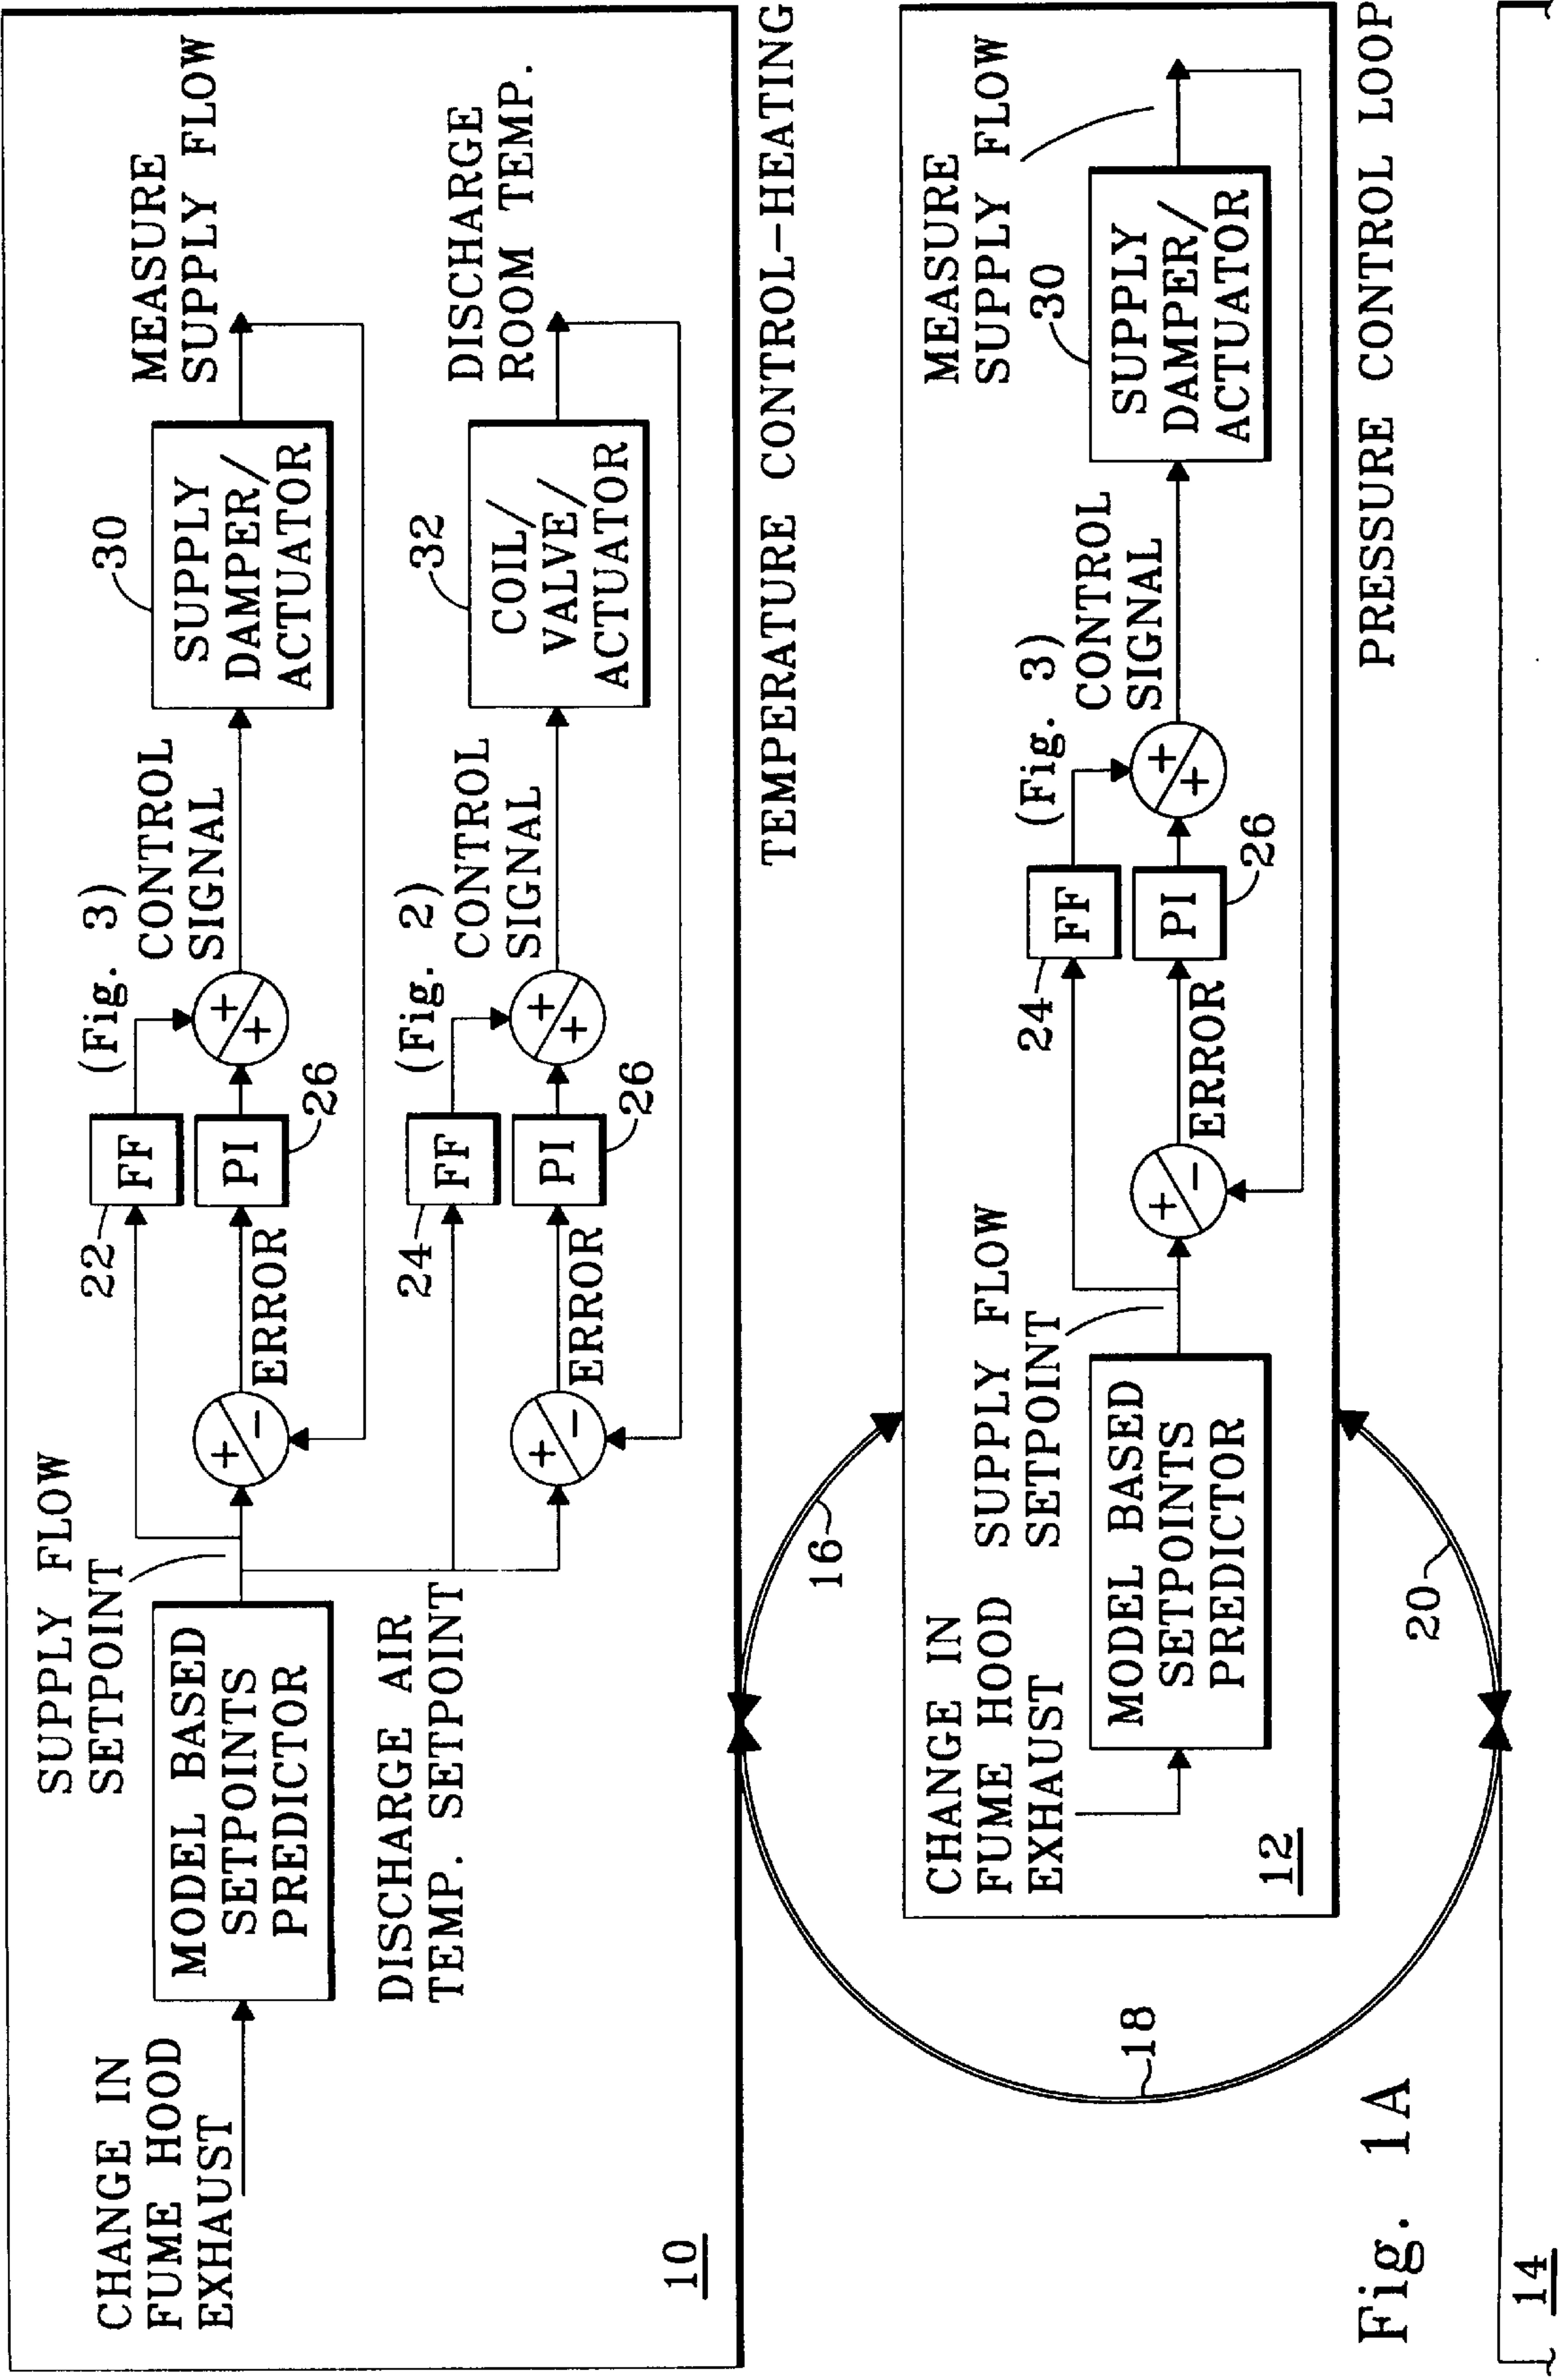 CHANGE IN
FUME HOOD
EXHAUST
MODEL BASED
SETPOINTS
PREDICTOR
SUPPLY FLOW
SETPOINT
DISCHARGE AIR
TEMP. SETPOINT
+
−
ERROR
22
FF
PI
26
(Fig. 3)
+
+
CONTROL
SIGNAL
30
SUPPLY
DAMPER/
ACTUATOR
MEASURE
SUPPLY FLOW
+
−
ERROR
24
FF
PI
26
(Fig. 2)
+
+
CONTROL
SIGNAL
32
COIL/
VALVE/
ACTUATOR
DISCHARGE
ROOM TEMP.
10
TEMPERATURE CONTROL-HEATING
16
18
20
CHANGE IN
FUME HOOD
EXHAUST
MODEL BASED
SETPOINTS
PREDICTOR
SUPPLY FLOW
SETPOINT
+
−
ERROR
24
FF
PI
26
(Fig. 3)
+
+
CONTROL
SIGNAL
30
SUPPLY
DAMPER/
ACTUATOR
MEASURE
SUPPLY FLOW
12
PRESSURE CONTROL LOOP
Fig. 1A
14